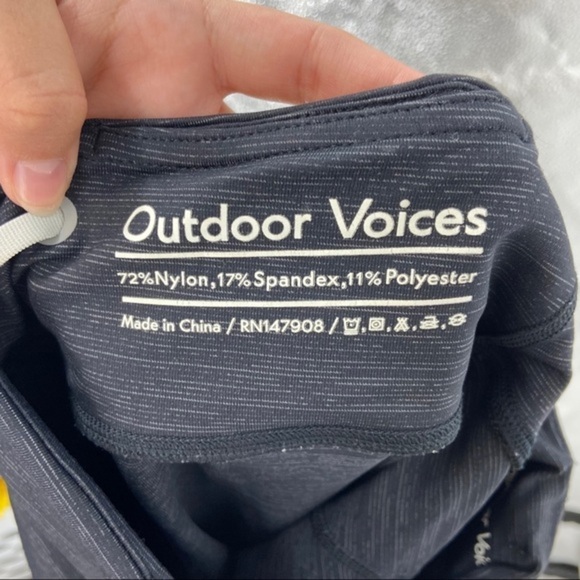 Outdoor Voices
72%Nylon,17%Spandex,11%Polyester
Made in China / RN147908 /